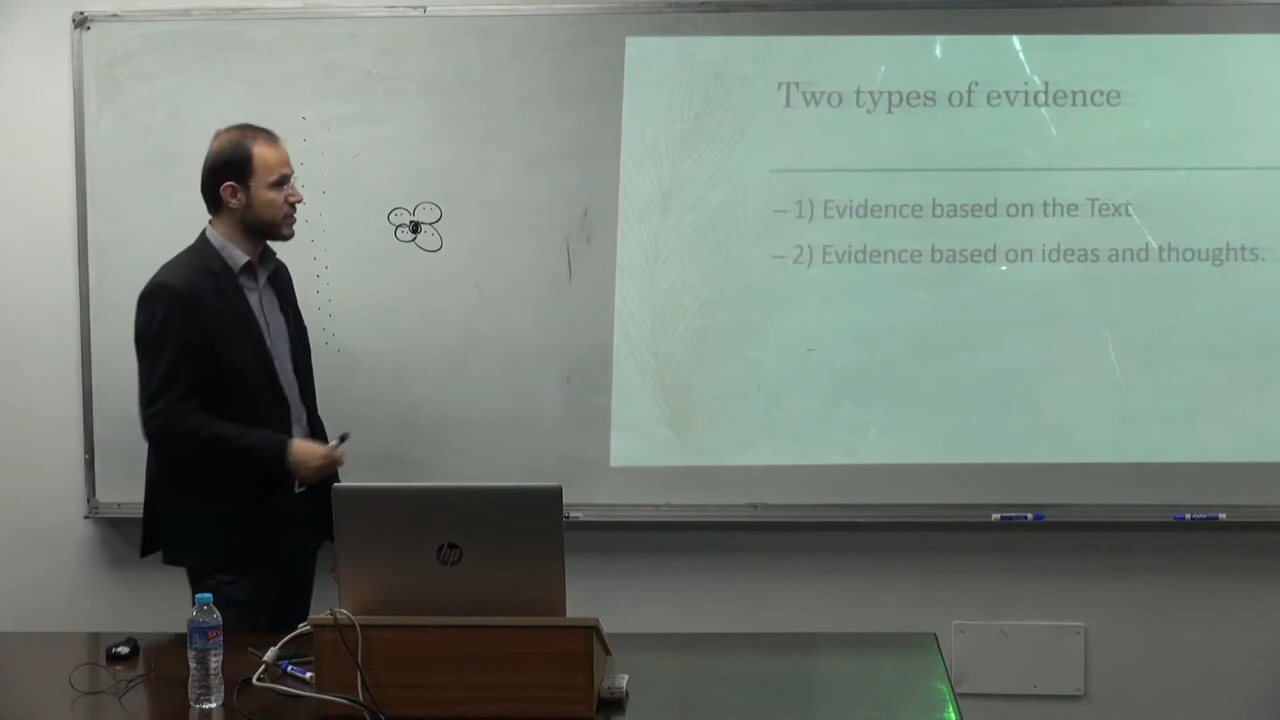 Two types of evidence
– 1) Evidence based on the Text
– 2) Evidence based on ideas and thoughts.
hp